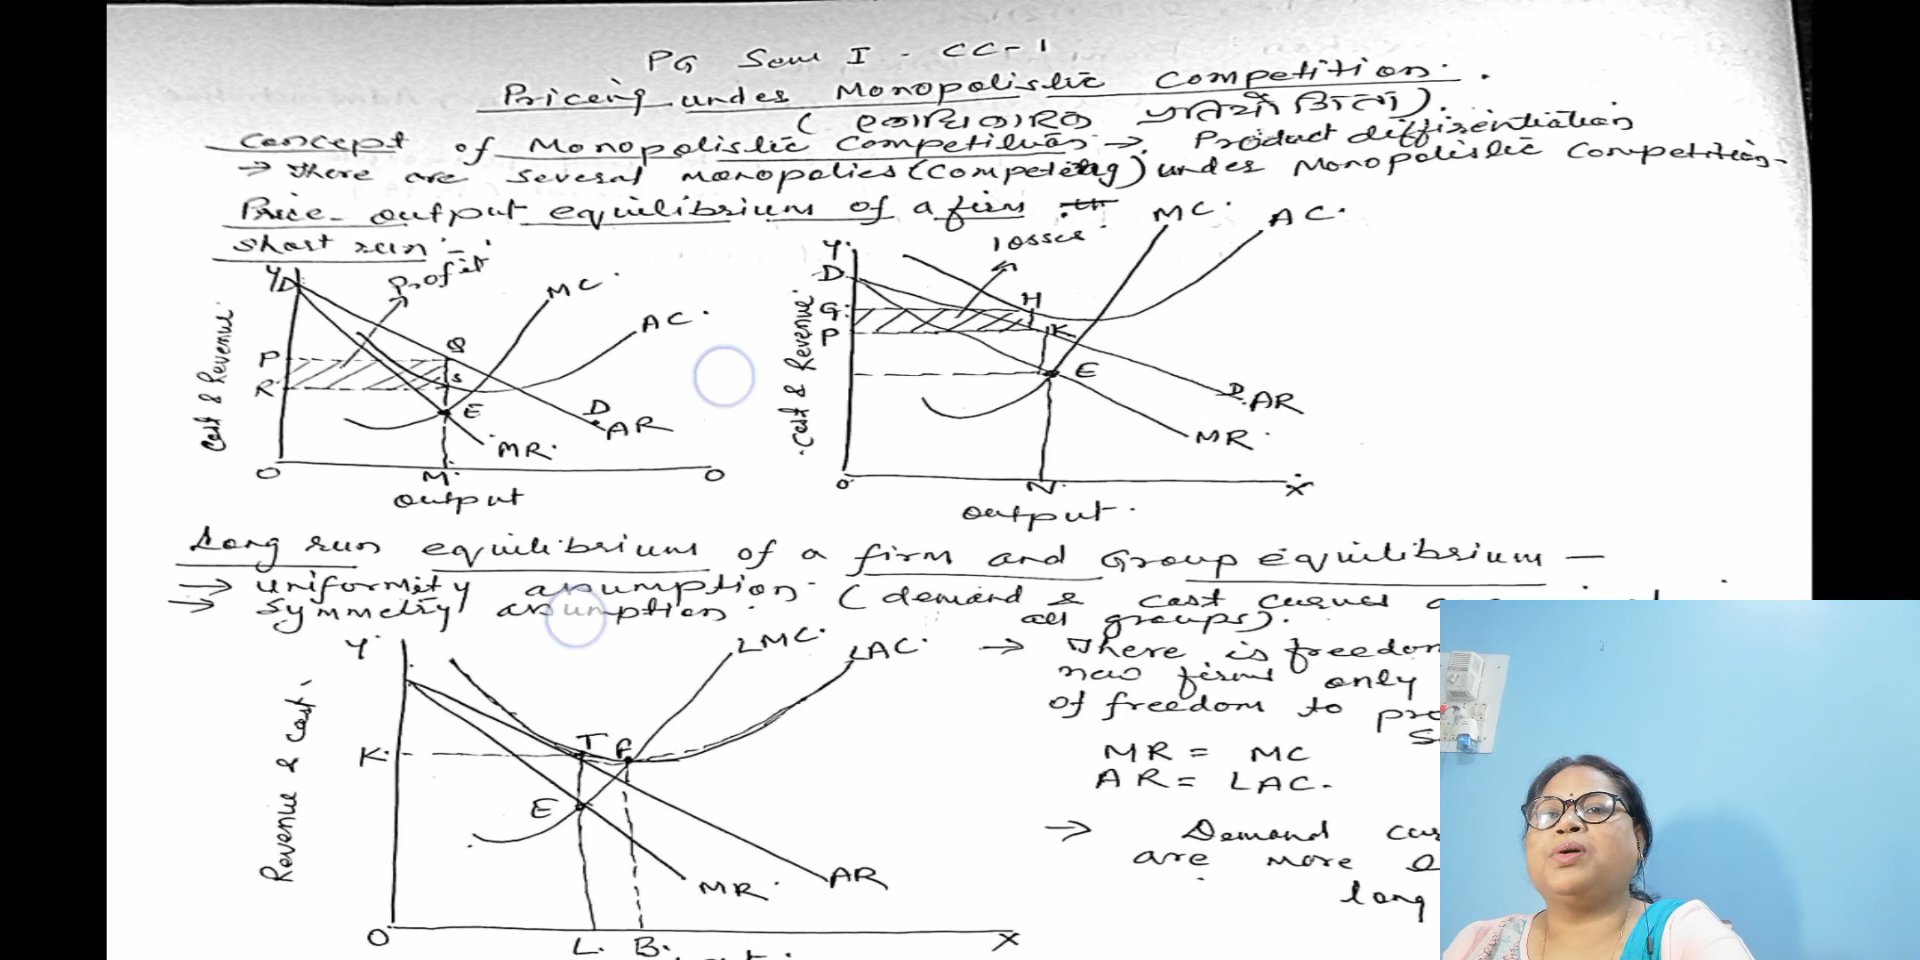 PG Sem I - CC-1
Pricing under Monopolistic Competition.
(एकाधिकारिक प्रतियोगिता).
Concept of Monopolistic Competition → Product differentiation
→ There are several monopolies (competing) under Monopolistic Competition.
Price-output equilibrium of a firm
Short run :-
Y D
Profit
MC.
AC.
Cost & Revenue
P
R
Q
S
E
D
AR
MR.
O
M.
O
output
Y.
D
G.
P
losses
MC.
AC.
H
K
E
D
AR
MR.
Cost & Revenue
O
N.
X
output.
Long run equilibrium of a firm and Group equilibrium —
→ Uniformity assumption.
→ Symmetry assumption. (demand & cost curves
all groups).
Y
LMC.
LAC.
Revenue & Cost
K.
T
F
E
MR.
AR
O
L.
B.
X
→ There is
new firms only
of freedom to
MR = MC
AR = LAC.
→ Demand
are more
long